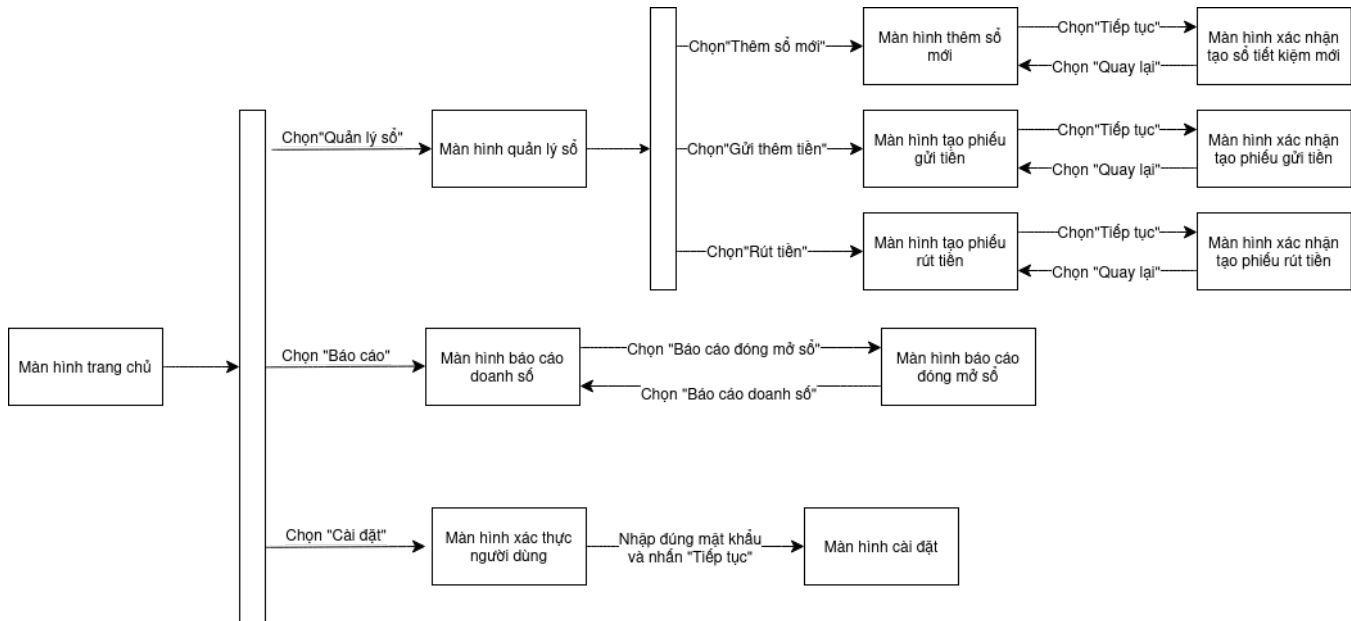 Chọn"Thêm sổ mới"
Màn hình thêm sổ
mới
Chọn"Tiếp tục"
Chọn "Quay lại"
Màn hình xác nhận
tạo sổ tiết kiệm mới
Chọn"Quản lý sổ"
Màn hình quản lý sổ
Chọn"Gửi thêm tiền"
Màn hình tạo phiếu
gửi tiền
Chọn"Tiếp tục"
Chọn "Quay lại"
Màn hình xác nhận
tạo phiếu gửi tiền
Chọn"Rút tiền"
Màn hình tạo phiếu
rút tiền
Chọn"Tiếp tục"
Chọn "Quay lại"
Màn hình xác nhận
tạo phiếu rút tiền
Màn hình trang chủ
Chọn "Báo cáo"
Màn hình báo cáo
doanh số
Chọn "Báo cáo đóng mở sổ"
Chọn "Báo cáo doanh số"
Màn hình báo cáo
đóng mở sổ
Chọn "Cài đặt"
Màn hình xác thực
người dùng
Nhập đúng mật khẩu
và nhấn "Tiếp tục"
Màn hình cài đặt